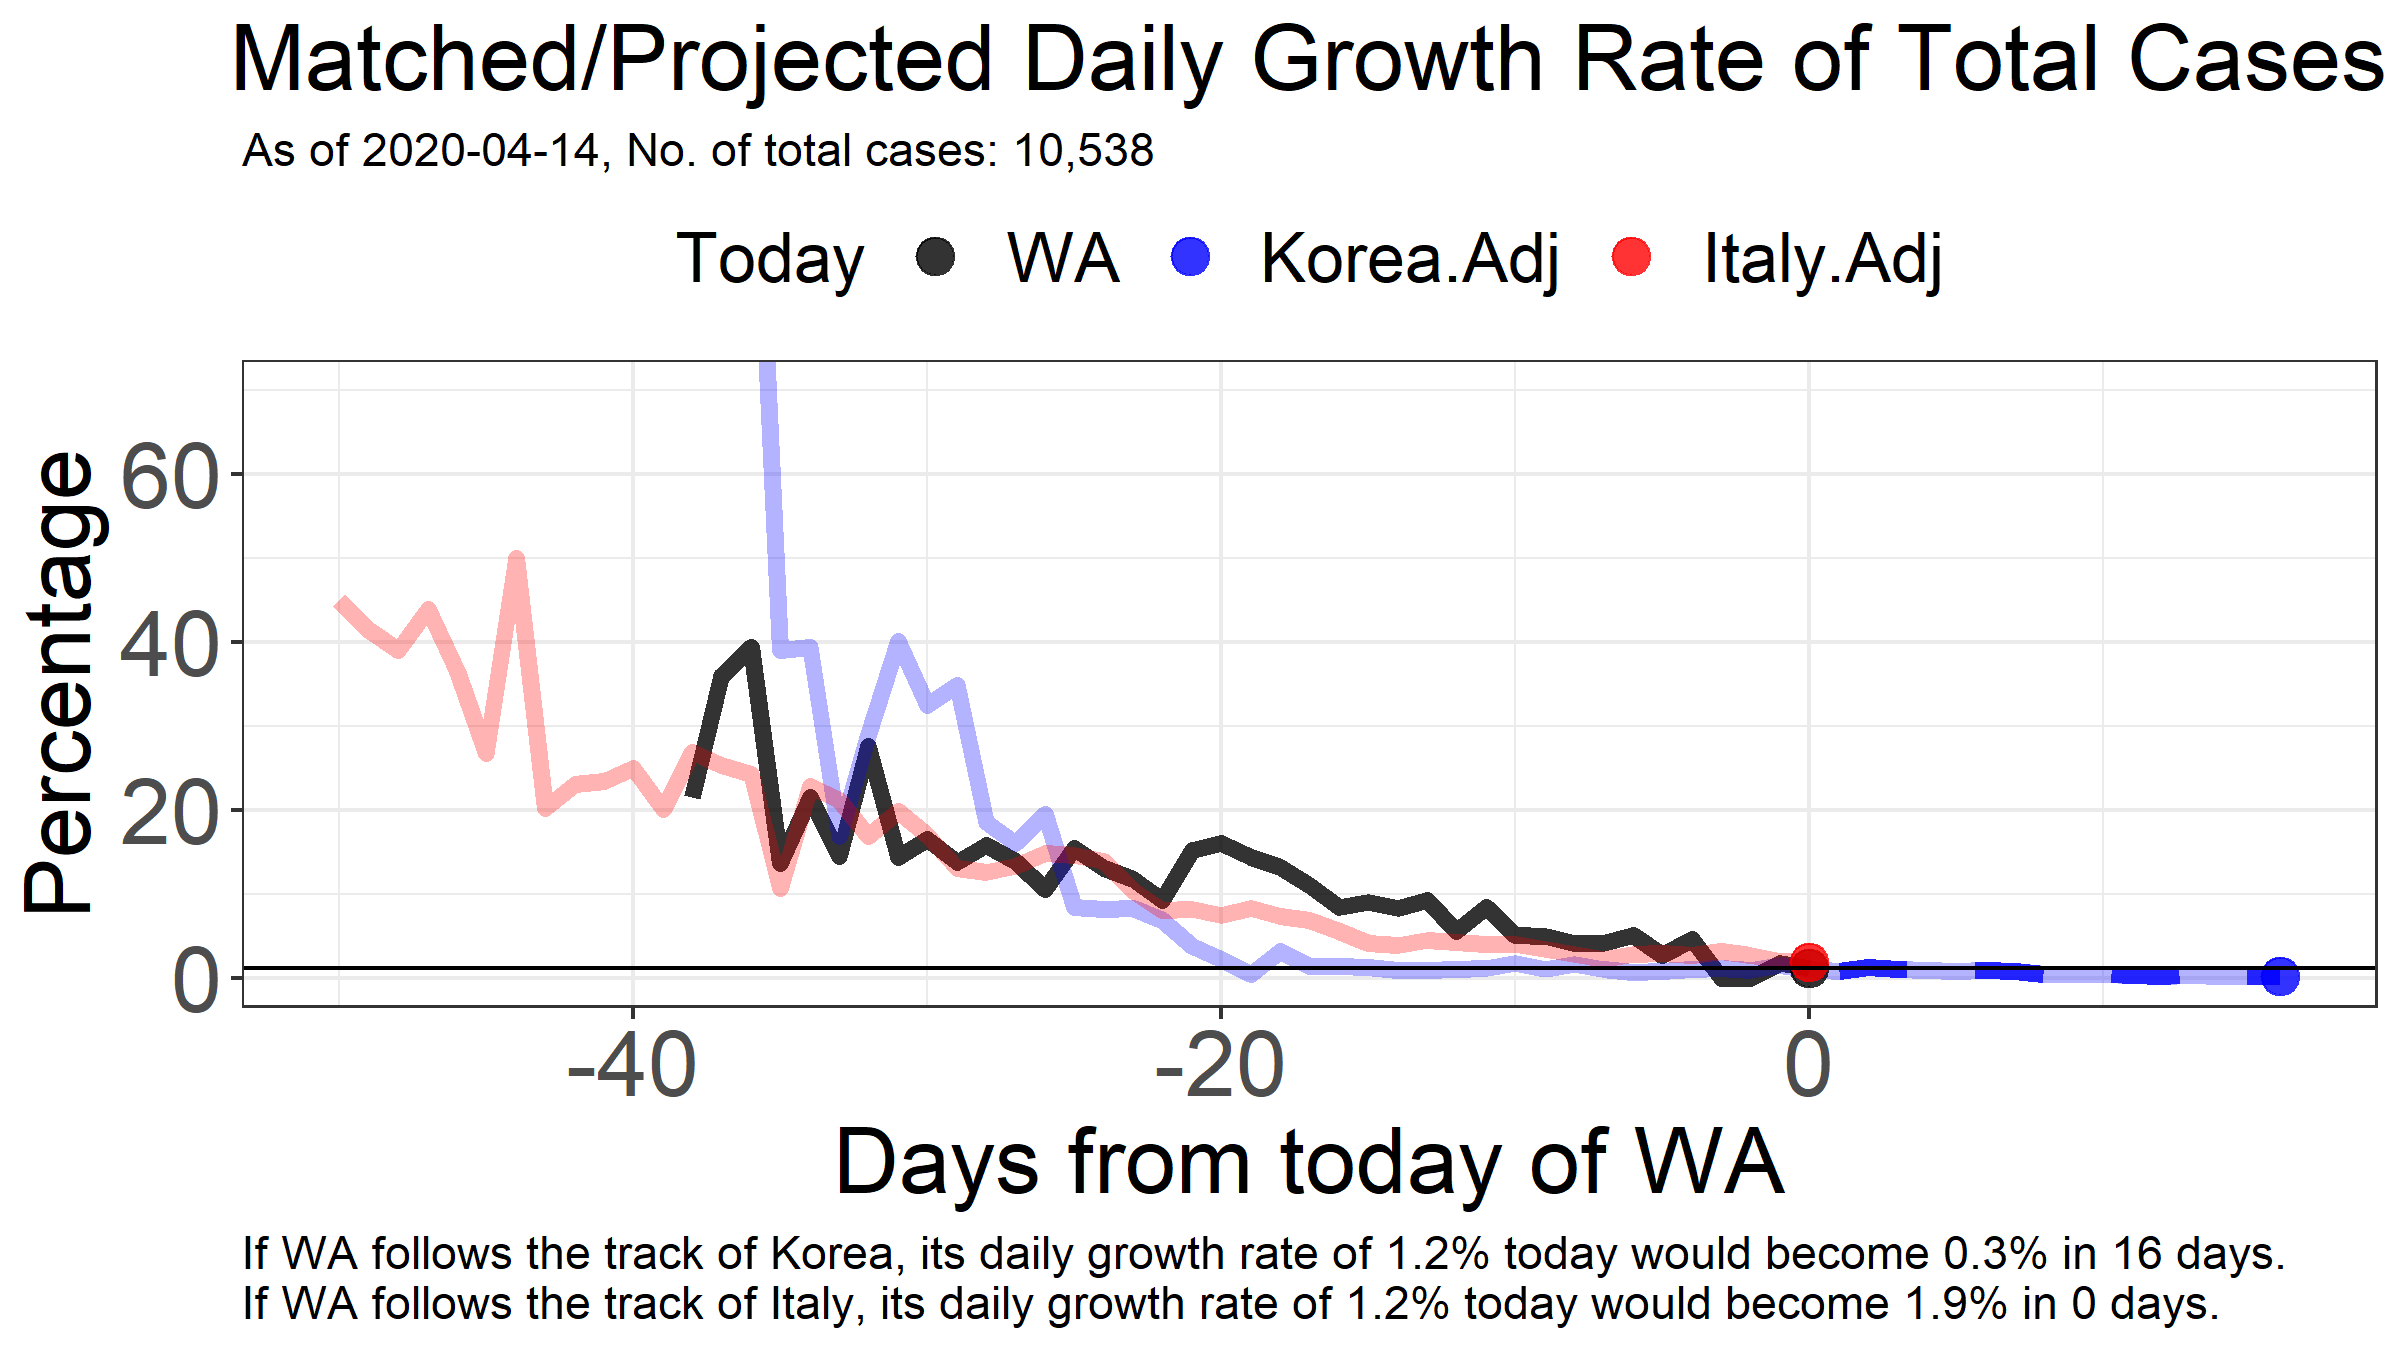 Matched/Projected Daily Growth Rate of Total Cases
As of 2020-04-14, No. of total cases: 10,538
Today WA Korea.Adj Italy.Adj
Percentage
60
40
20
0
-40 -20 0
Days from today of WA
If WA follows the track of Korea, its daily growth rate of 1.2% today would become 0.3% in 16 days.
If WA follows the track of Italy, its daily growth rate of 1.2% today would become 1.9% in 0 days.